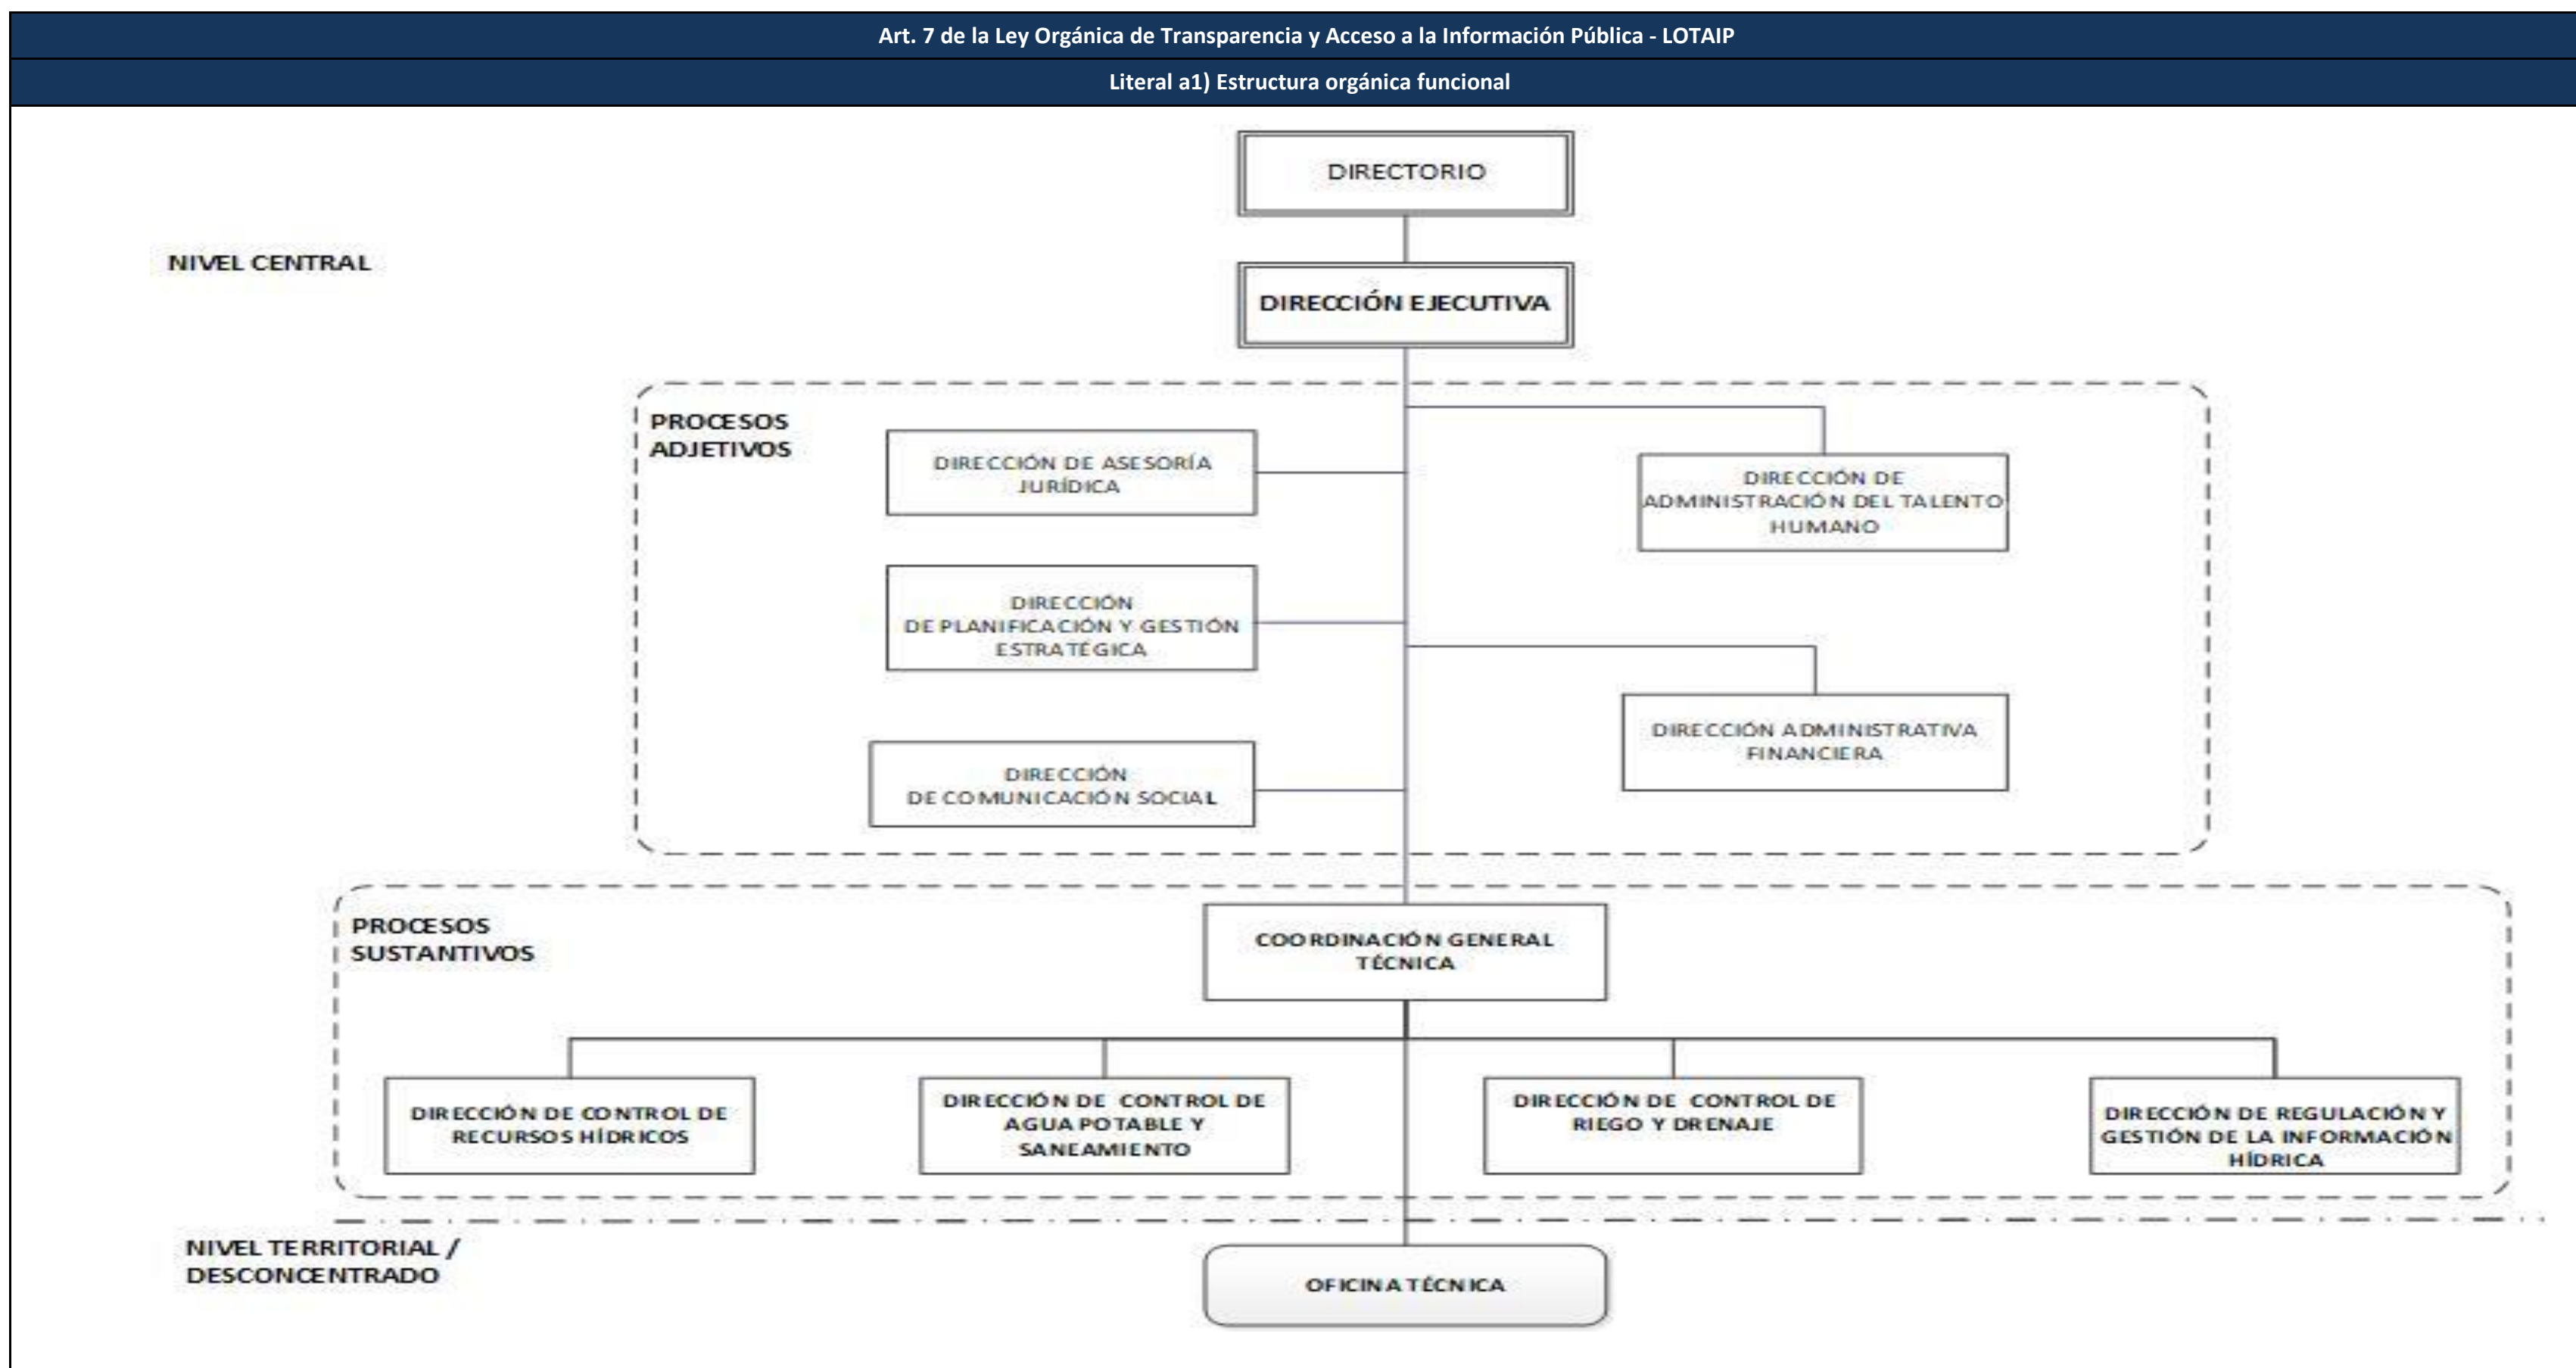 Art. 7 de la Ley Orgánica de Transparencia y Acceso a la Información Pública - LOTAIP
Literal a1) Estructura orgánica funcional
DIRECTORIO
NIVEL CENTRAL
DIRECCIÓN EJECUTIVA
PROCESOS
ADJETIVOS
DIRECCIÓN DE ASESORÍA
JURÍDICA
DIRECCIÓN DE
ADMINISTRACIÓN DEL TALENTO
HUMANO
DIRECCIÓN
DE PLANIFICACIÓN Y GESTIÓN
ESTRATÉGICA
DIRECCIÓN ADMINISTRATIVA
FINANCIERA
DIRECCIÓN
DE COMUNICACIÓN SOCIAL
PROCESOS
SUSTANTIVOS
COORDINACIÓN GENERAL
TÉCNICA
DIRECCIÓN DE CONTROL DE
RECURSOS HÍDRICOS
DIRECCIÓN DE CONTROL DE
AGUA POTABLE Y
SANEAMIENTO
DIRECCIÓN DE CONTROL DE
RIEGO Y DRENAJE
DIRECCIÓN DE REGULACIÓN Y
GESTIÓN DE LA INFORMACIÓN
HÍDRICA
NIVEL TERRITORIAL /
DESCONCENTRADO
OFICINA TÉCNICA